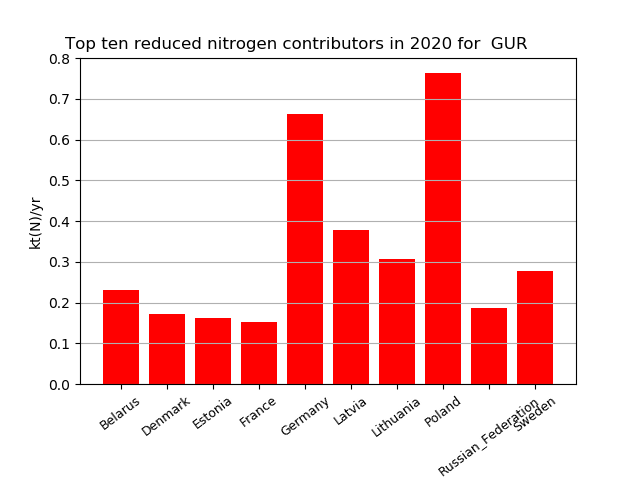 Top ten reduced nitrogen contributors in 2020 for  GUR
kt(N)/yr
0.8
0.7
0.6
0.5
0.4
0.3
0.2
0.1
0.0
Belarus
Denmark
Estonia
France
Germany
Latvia
Lithuania
Poland
Russian_Federation
Sweden